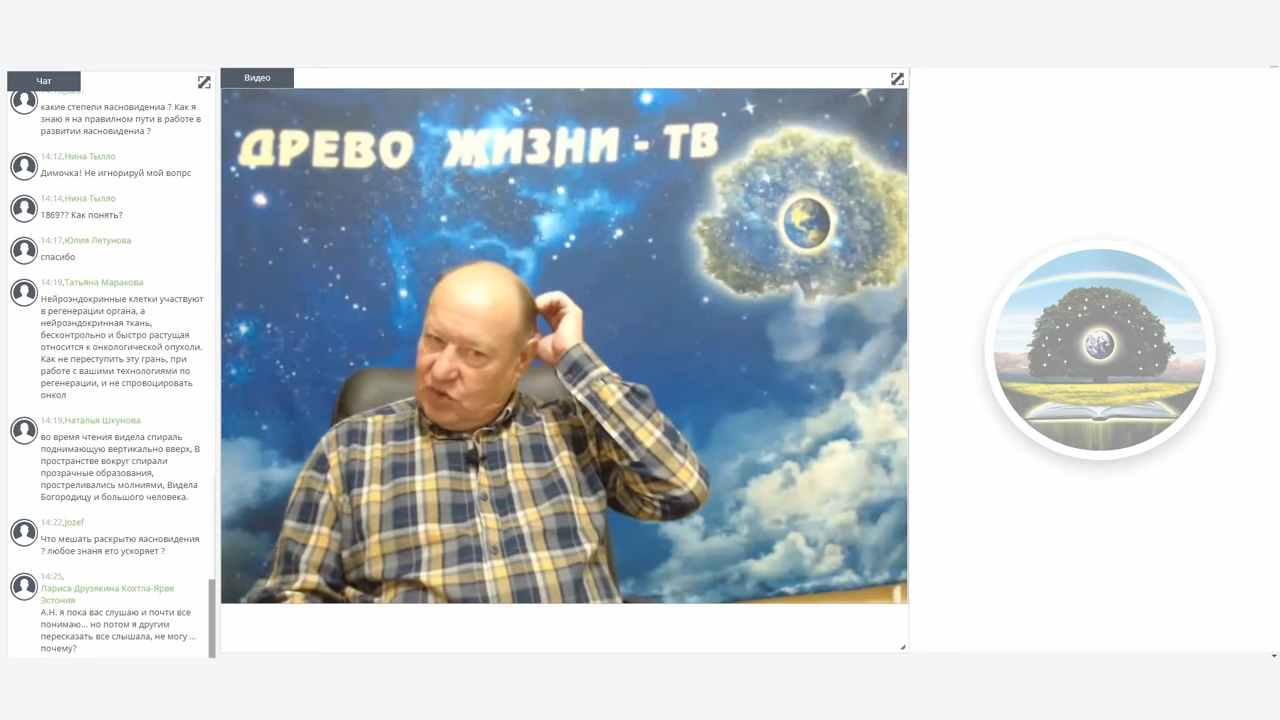 Чат
какие степепи яасновидениа ? Как я
знаю я на правилном пути в работе в
развитии яасновидениа ?
14:12,Нина Тылло
Димочка! Не игнорируй мой вопрс
14:14,Нина Тылло
1869?? Как понять?
14:17,Юлия Летунова
спасибо
14:19,Татьяна Маракова
Нейроэндокринные клетки участвуют
в регенерации органа, а
нейроэндокринная ткань,
бесконтрольно и быстро растущая
относится к онкологической опухоли.
Как не переступить эту грань, при
работе с вашими технологиями по
регенерации, и не спровоцировать
онкол
14:19,Наталья Шкунова
во время чтения видела спираль
поднимающую вертикально вверх, В
пространстве вокруг спирали
прозрачные образования,
простреливались молниями, Видела
Богородицу и большого человека.
14:22,Jozef
Что мешать раскрытю яасновидения
? любое знаня ето ускоряет ?
14:25,
Лариса Друзякина Кохтла-Ярве
Эстония
А.Н. я пока вас слушаю и почти все
понимаю... но потом я другим
пересказать все слышала, не могу ...
почему?
Видео
ДРЕВО ЖИЗНИ - ТВ